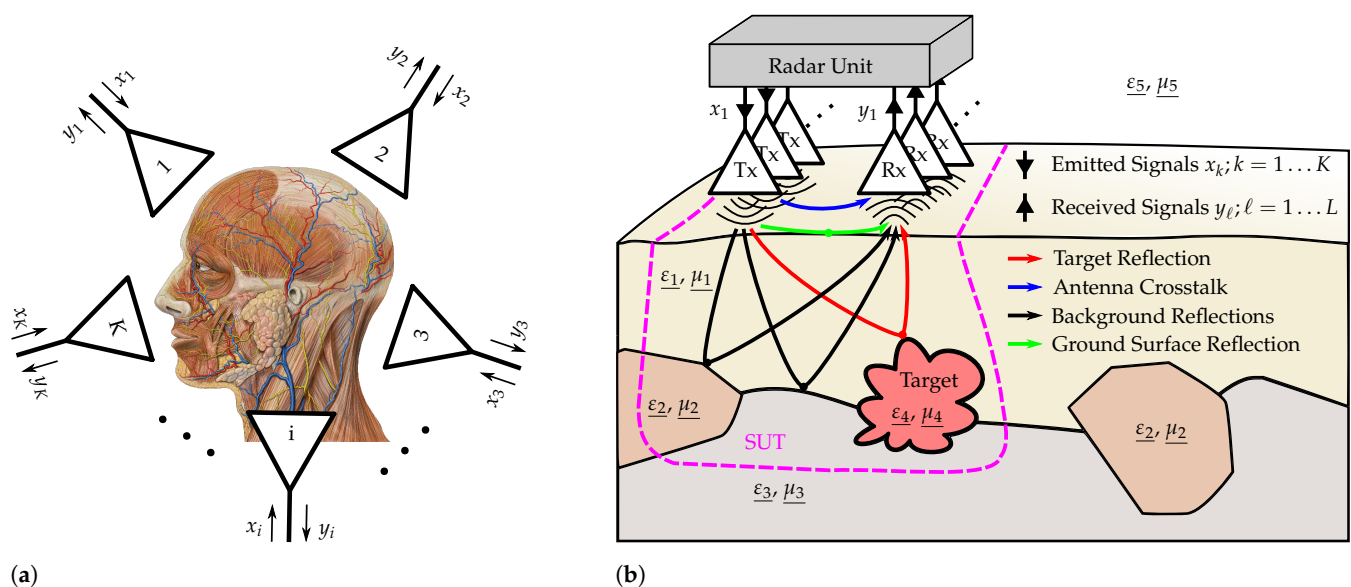 x1
y1
1
y2
x2
2
xK
yK
K
3
y3
x3
i
xi
yi
(a)
Radar Unit
x1
y1
Tx
Tx
Tx
Rx
Rx
Rx
ε5, μ5
Emitted Signals xk; k = 1 … K
Received Signals yℓ; ℓ = 1 … L
ε1, μ1
Target Reflection
Antenna Crosstalk
Background Reflections
Ground Surface Reflection
Target
ε4, μ4
ε2, μ2
ε2, μ2
SUT
ε3, μ3
(b)